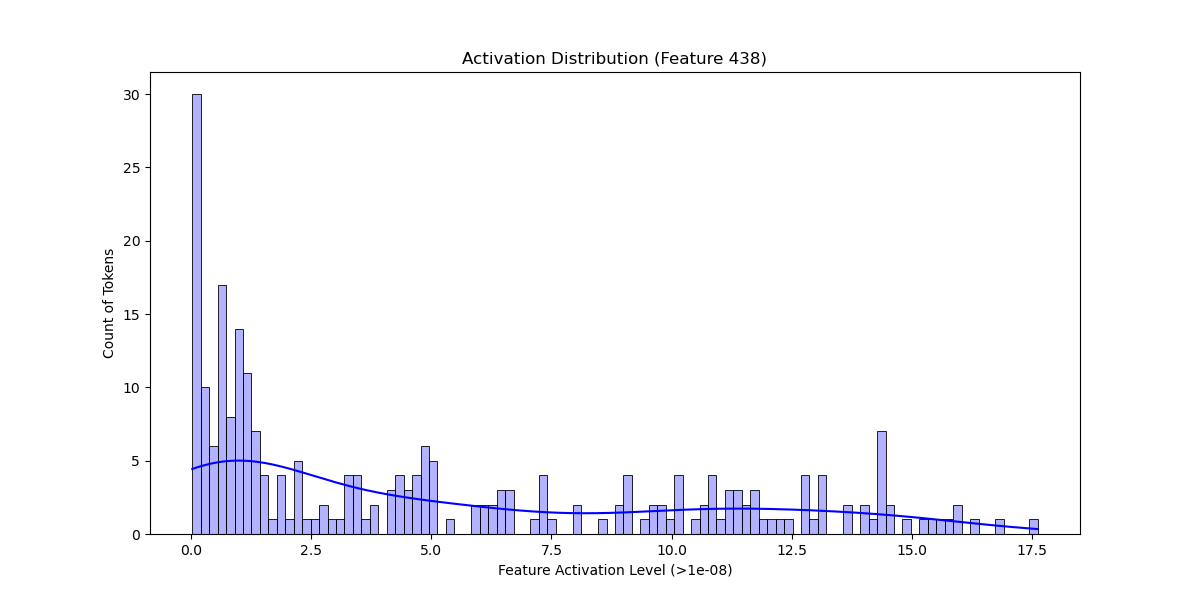 Activation Distribution (Feature 438)
30
25
20
15
10
5
0
Count of Tokens
0.0 2.5 5.0 7.5 10.0 12.5 15.0 17.5
Feature Activation Level (>1e-08)